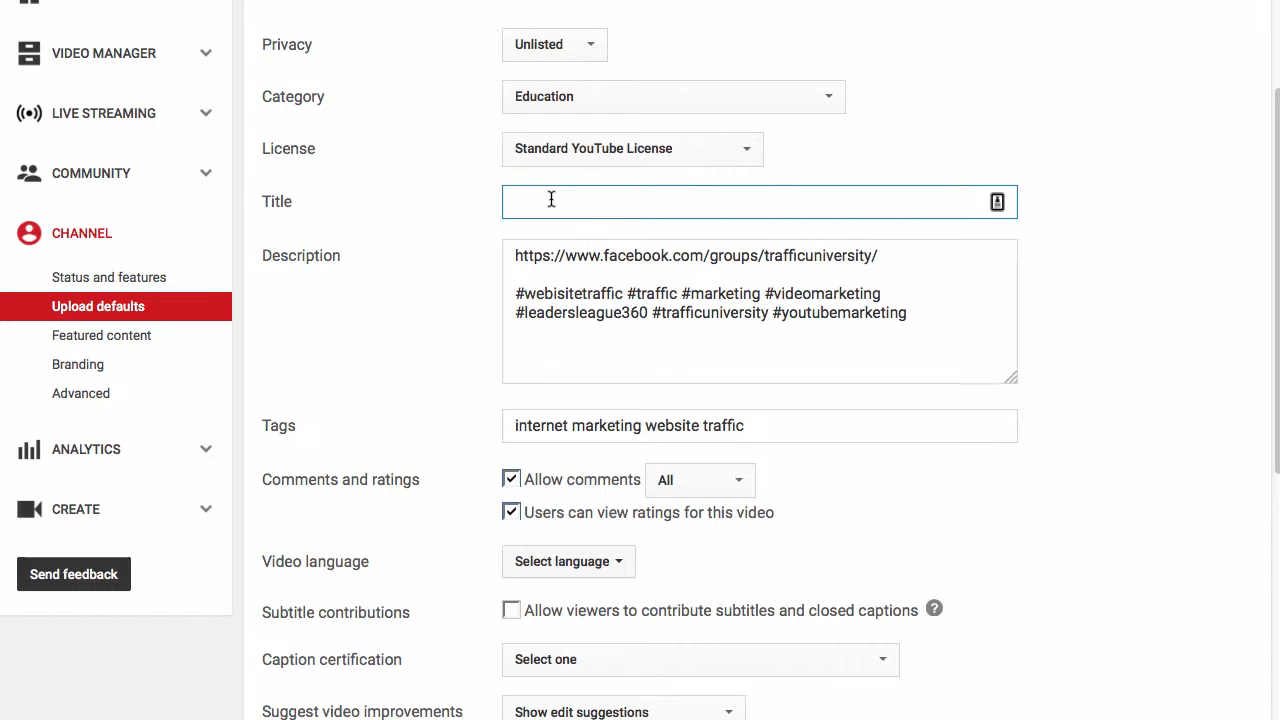 VIDEO MANAGER
LIVE STREAMING
COMMUNITY
CHANNEL
Status and features
Upload defaults
Featured content
Branding
Advanced
ANALYTICS
CREATE
Send feedback
Privacy
Unlisted
Category
Education
License
Standard YouTube License
Title
Description
https://www.facebook.com/groups/trafficuniversity/
#webisitetraffic #traffic #marketing #videomarketing
#leadersleague360 #trafficuniversity #youtubemarketing
Tags
internet marketing website traffic
Comments and ratings
Allow comments
All
Users can view ratings for this video
Video language
Select language
Subtitle contributions
Allow viewers to contribute subtitles and closed captions ?
Caption certification
Select one
Suggest video improvements
Show edit suggestions